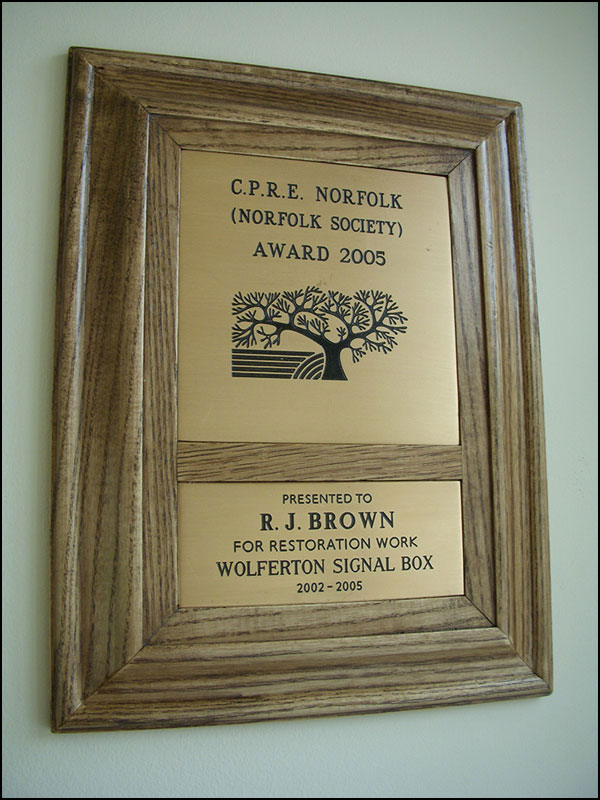 C.P.R.E. NORFOLK
(NORFOLK SOCIETY)
AWARD 2005
PRESENTED TO
R. J. BROWN
FOR RESTORATION WORK
WOLFERTON SIGNAL BOX
2002-2005